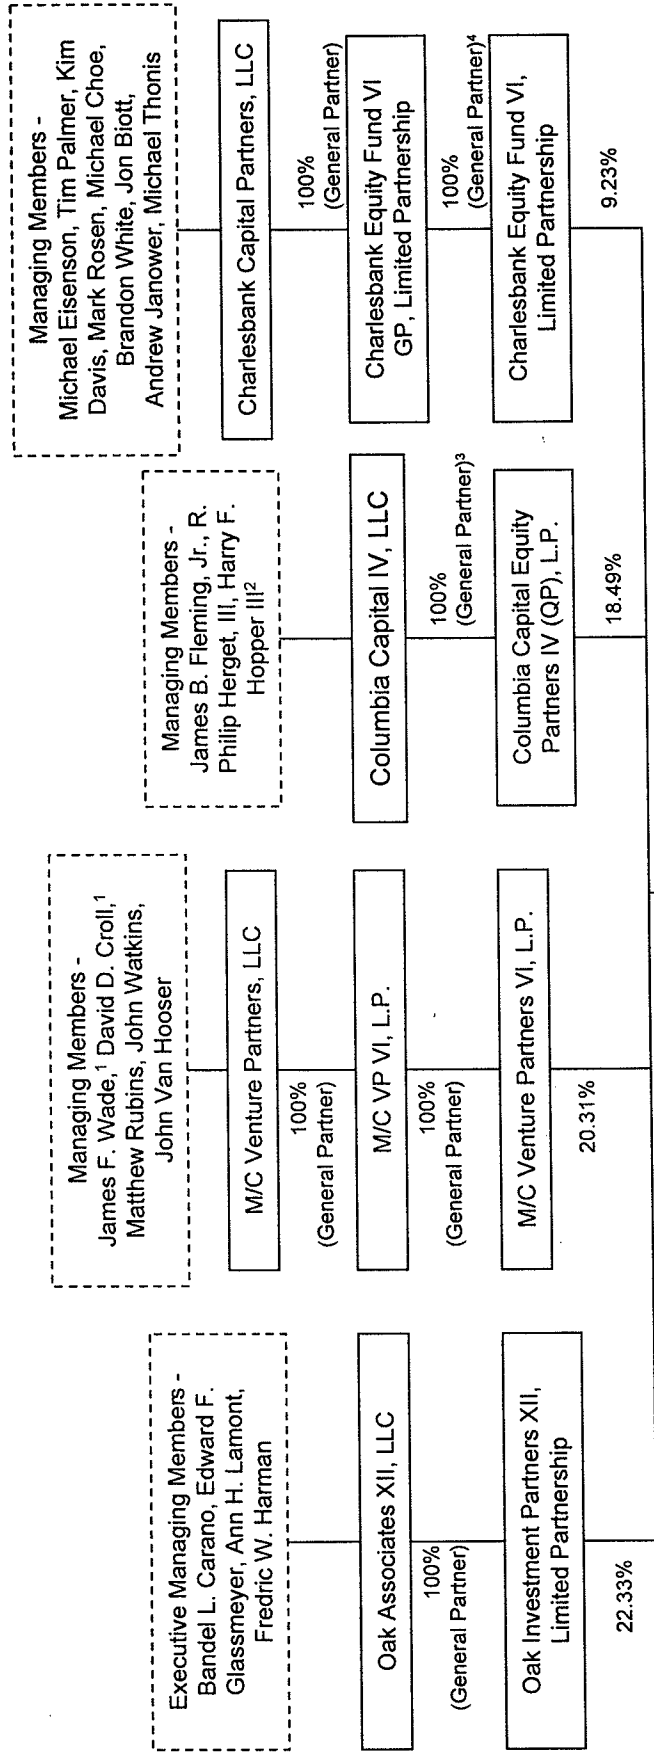 Executive Managing Members -
Bandel L. Carano, Edward F.
Glassmeyer, Ann H. Lamont,
Fredric W. Harman
Oak Associates XII, LLC
100%
(General Partner)
Oak Investment Partners XII,
Limited Partnership
22.33%
Managing Members -
James F. Wade,¹ David D. Croll,¹
Matthew Rubins, John Watkins,
John Van Hooser
M/C Venture Partners, LLC
100%
(General Partner)
M/C VP VI, L.P.
100%
(General Partner)
M/C Venture Partners VI, L.P.
20.31%
Managing Members -
James B. Fleming, Jr., R.
Philip Herget, III, Harry F.
Hopper III²
Columbia Capital IV, LLC
100%
(General Partner)³
Columbia Capital Equity
Partners IV (QP), L.P.
18.49%
Managing Members -
Michael Eisenson, Tim Palmer, Kim
Davis, Mark Rosen, Michael Choe,
Brandon White, Jon Biott,
Andrew Janower, Michael Thonis
Charlesbank Capital Partners, LLC
100%
(General Partner)
Charlesbank Equity Fund VI
GP, Limited Partnership
100%
(General Partner)⁴
Charlesbank Equity Fund VI,
Limited Partnership
9.23%